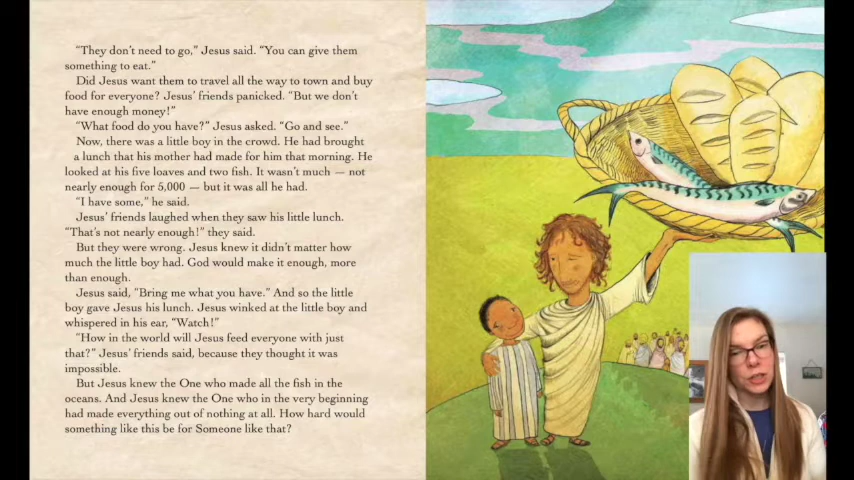 “They don’t need to go,” Jesus said. “You can give them
something to eat.”
Did Jesus want them to travel all the way to town and buy
food for everyone? Jesus’ friends panicked. “But we don’t
have enough money!”
“What food do you have?” Jesus asked. “Go and see.”
Now, there was a little boy in the crowd. He had brought
a lunch that his mother had made for him that morning. He
looked at his five loaves and two fish. It wasn’t much — not
nearly enough for 5,000 — but it was all he had.
“I have some,” he said.
Jesus’ friends laughed when they saw his little lunch.
“That’s not nearly enough!” they said.
But they were wrong. Jesus knew it didn’t matter how
much the little boy had. God would make it enough, more
than enough.
Jesus said, “Bring me what you have.” And so the little
boy gave Jesus his lunch. Jesus winked at the little boy and
whispered in his ear, “Watch!”
“How in the world will Jesus feed everyone with just
that?” Jesus’ friends said, because they thought it was
impossible.
But Jesus knew the One who made all the fish in the
oceans. And Jesus knew the One who in the very beginning
had made everything out of nothing at all. How hard would
something like this be for Someone like that?